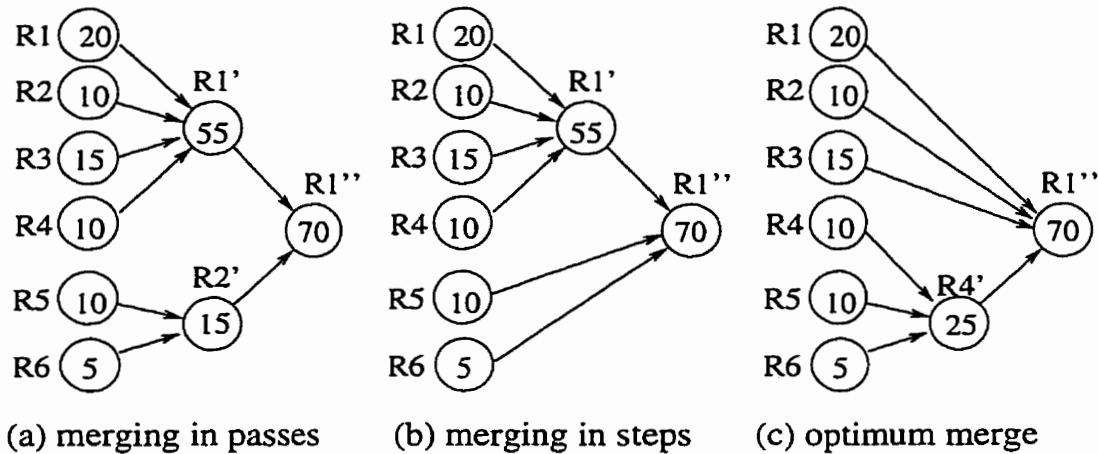 R1 20
R2 10
R3 15
R4 10
R5 10
R6 5
R1'
55
R2'
15
R1''
70
(a) merging in passes
R1 20
R2 10
R3 15
R4 10
R5 10
R6 5
R1'
55
R1''
70
(b) merging in steps
R1 20
R2 10
R3 15
R4 10
R5 10
R6 5
R4'
25
R1''
70
(c) optimum merge